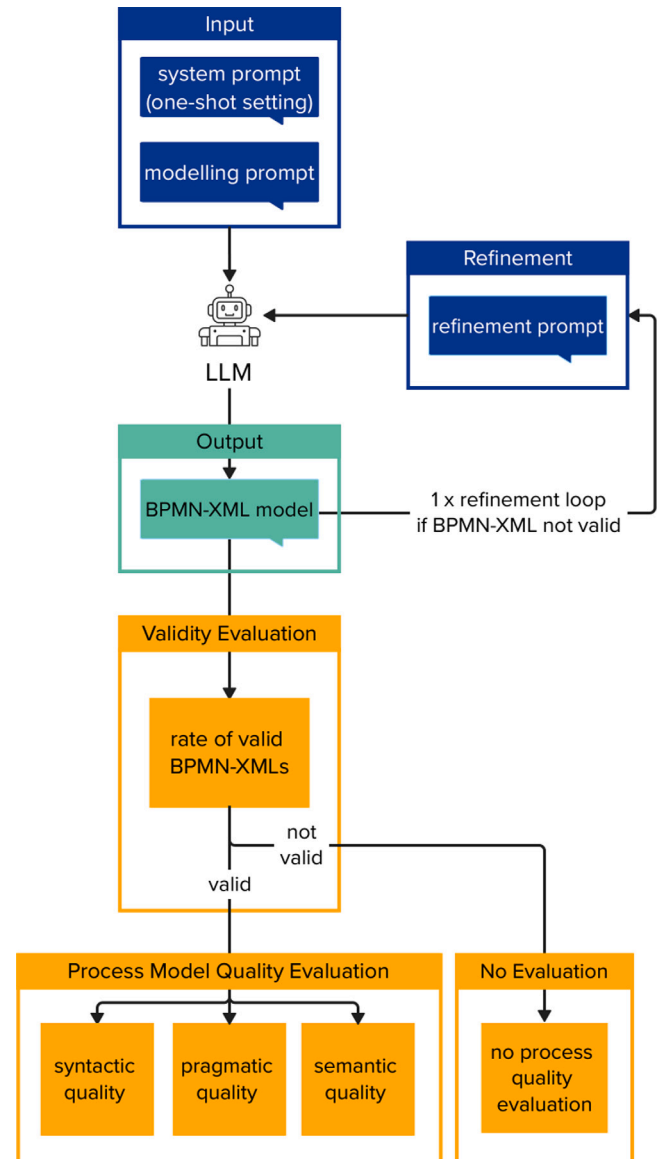 Input
system prompt
(one-shot setting)
modelling prompt
Refinement
refinement prompt
LLM
Output
BPMN-XML model
1 x refinement loop
if BPMN-XML not valid
Validity Evaluation
rate of valid
BPMN-XMLs
not
valid
valid
Process Model Quality Evaluation
syntactic
quality
pragmatic
quality
semantic
quality
No Evaluation
no process
quality
evaluation